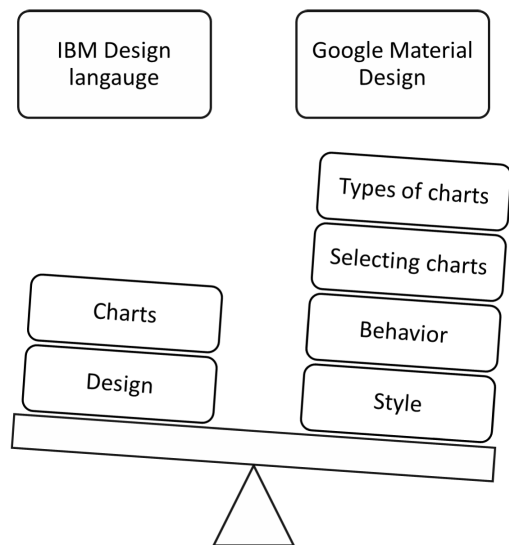 IBM Design
langauge
Google Material
Design
Types of charts
Selecting charts
Behavior
Style
Charts
Design